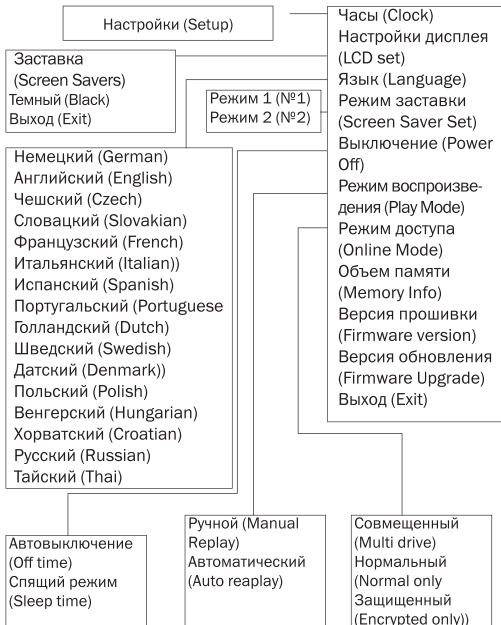 Настройки (Setup)
Часы (Clock)
Настройки дисплея
(LCD set)
Язык (Language)
Режим заставки
(Screen Saver Set)
Выключение (Power
Off)
Режим воспроизве-
дения (Play Mode)
Режим доступа
(Online Mode)
Объем памяти
(Memory Info)
Версия прошивки
(Firmware version)
Версия обновления
(Firmware Upgrade)
Выход (Exit)
Заставка
(Screen Savers)
Темный (Black)
Выход (Exit)
Режим 1 (№1)
Режим 2 (№2)
Немецкий (German)
Английский (English)
Чешский (Czech)
Словацкий (Slovakian)
Французский (French)
Итальянский (Italian))
Испанский (Spanish)
Португальский (Portuguese
Голландский (Dutch)
Шведский (Swedish)
Датский (Denmark))
Польский (Polish)
Венгерский (Hungarian)
Хорватский (Croatian)
Русский (Russian)
Тайский (Thai)
Автовыключение
(Off time)
Спящий режим
(Sleep time)
Ручной (Manual
Replay)
Автоматический
(Auto reaplay)
Совмещенный
(Multi drive)
Нормальный
(Normal only
Защищенный
(Encrypted only))